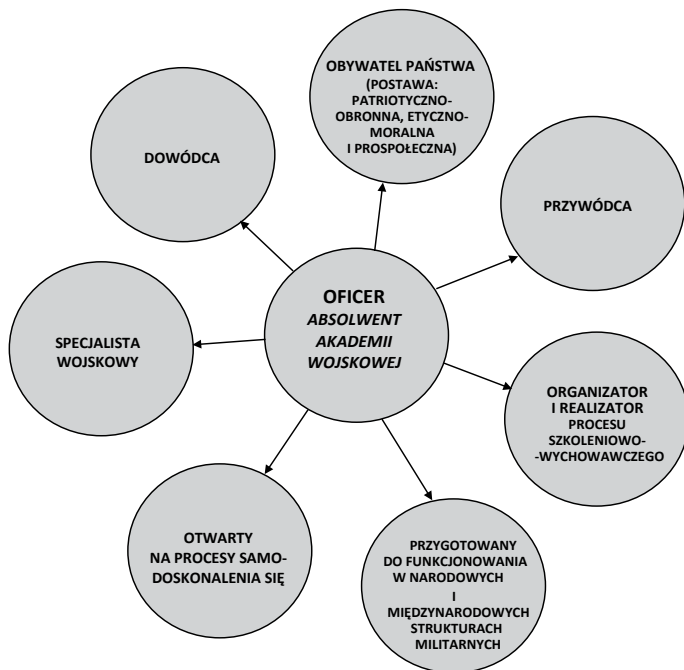 OBYWATEL PAŃSTWA
(POSTAWA:
PATRIOTYCZNO-
OBRONNA, ETYCZNO-
MORALNA
I PROSPOŁECZNA)
DOWÓDCA
PRZYWÓDCA
OFICER
ABSOLWENT
AKADEMII
WOJSKOWEJ
SPECJALISTA
WOJSKOWY
ORGANIZATOR
I REALIZATOR
PROCESU
SZKOLENIOWO-
-WYCHOWAWCZEGO
OTWARTY
NA PROCESY SAMO-
DOSKONALENIA SIĘ
PRZYGOTOWANY
DO FUNKCJONOWANIA
W NARODOWYCH
I
MIĘDZYNARODOWYCH
STRUKTURACH
MILITARNYCH